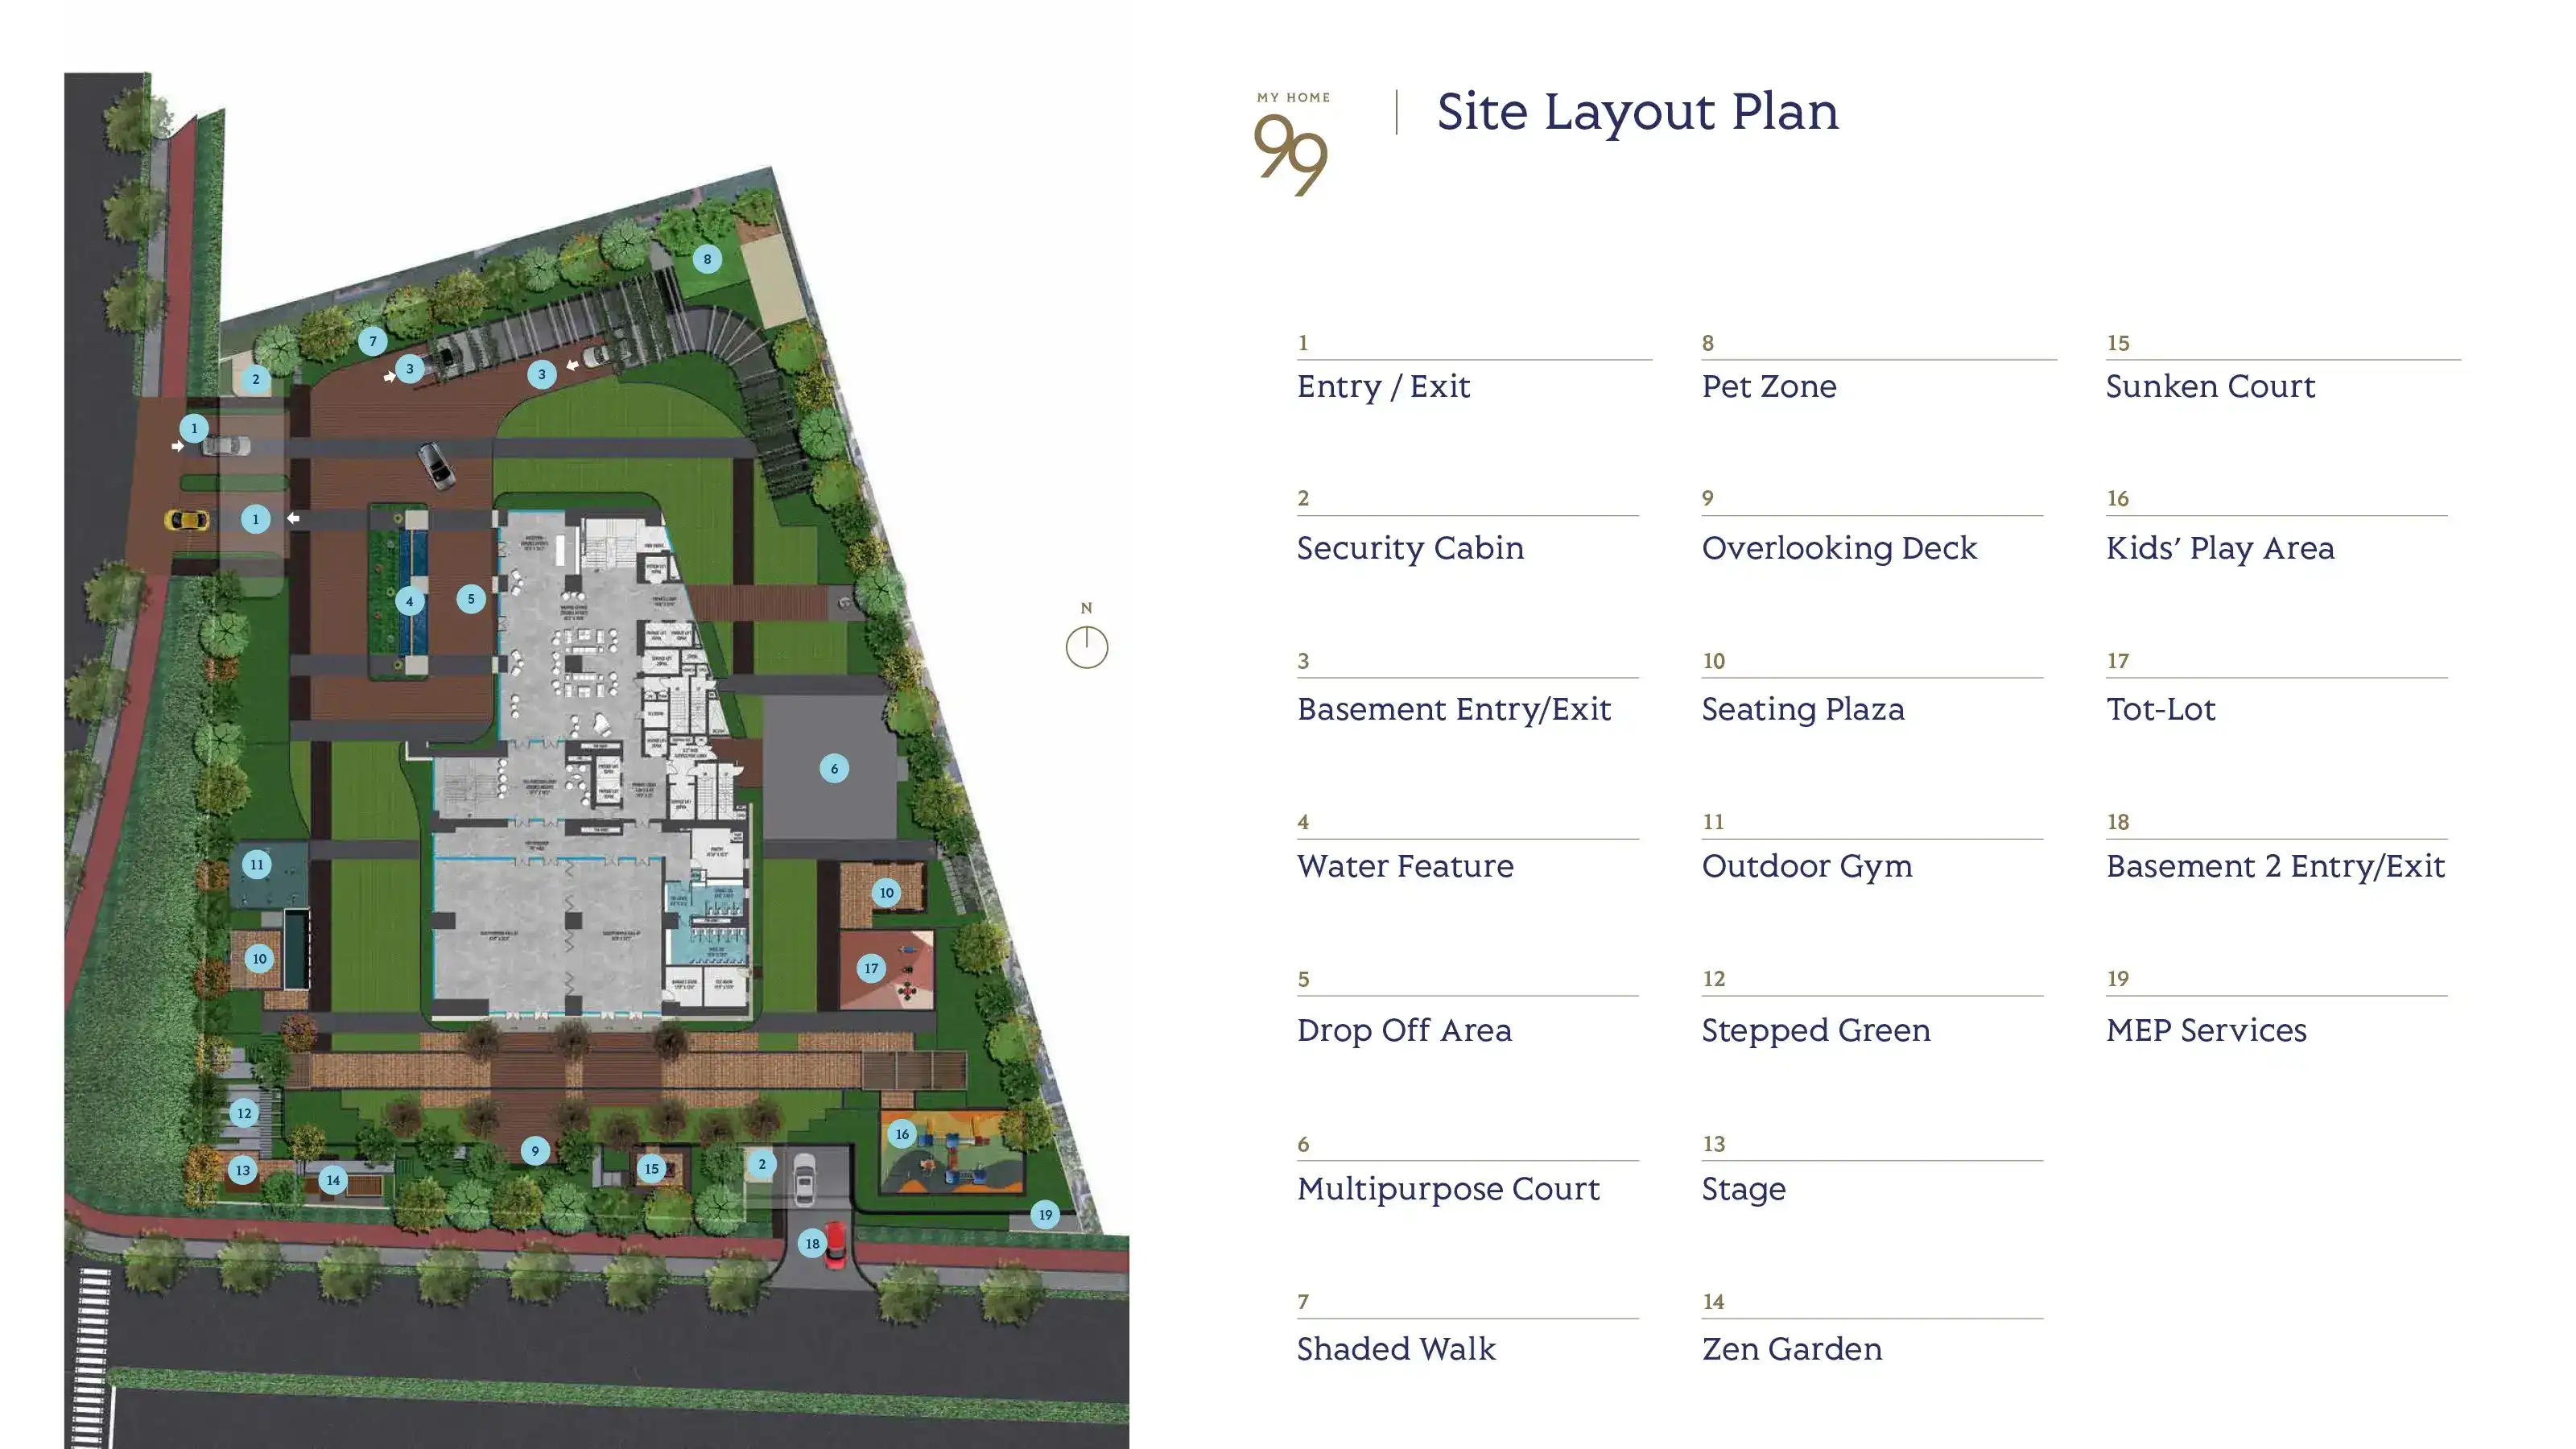 MY HOME
99
Site Layout Plan
1
Entry / Exit
2
Security Cabin
3
Basement Entry/Exit
4
Water Feature
5
Drop Off Area
6
Multipurpose Court
7
Shaded Walk
8
Pet Zone
9
Overlooking Deck
10
Seating Plaza
11
Outdoor Gym
12
Stepped Green
13
Stage
14
Zen Garden
15
Sunken Court
16
Kids’ Play Area
17
Tot-Lot
18
Basement 2 Entry/Exit
19
MEP Services
N
8
7
3
3
2
1
1
4
5
6
11
10
10
17
12
13
14
9
15
2
16
18
19